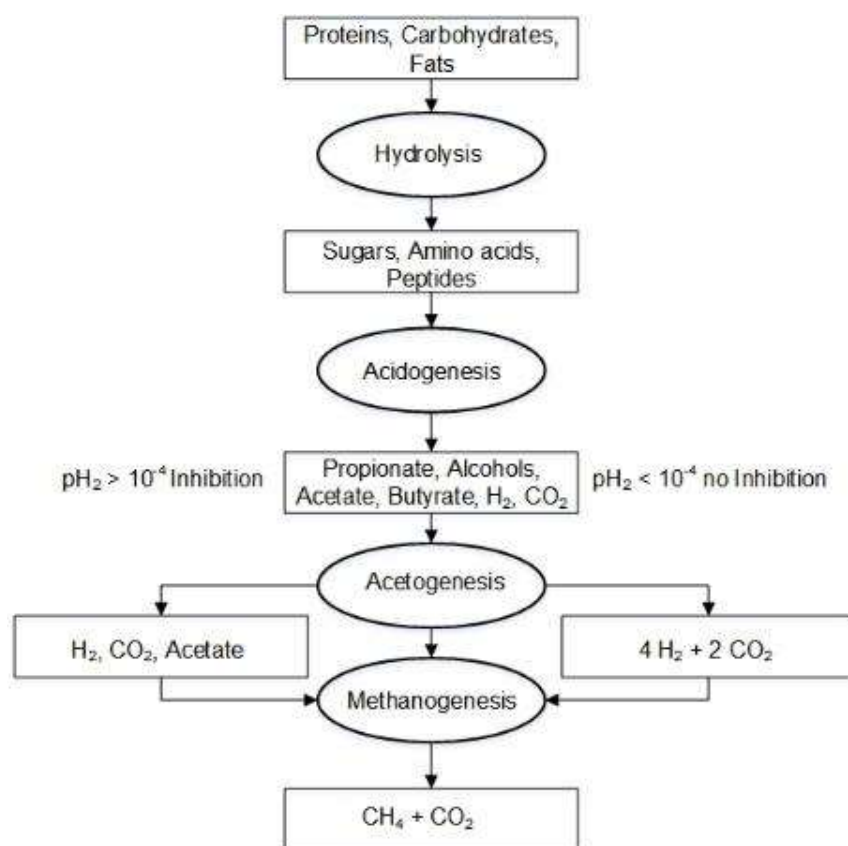 Proteins, Carbohydrates,
Fats
Hydrolysis
Sugars, Amino acids,
Peptides
Acidogenesis
pH₂ > 10⁻⁴ Inhibition
Propionate, Alcohols,
Acetate, Butyrate, H₂, CO₂
pH₂ < 10⁻⁴ no Inhibition
Acetogenesis
H₂, CO₂, Acetate
4 H₂ + 2 CO₂
Methanogenesis
CH₄ + CO₂